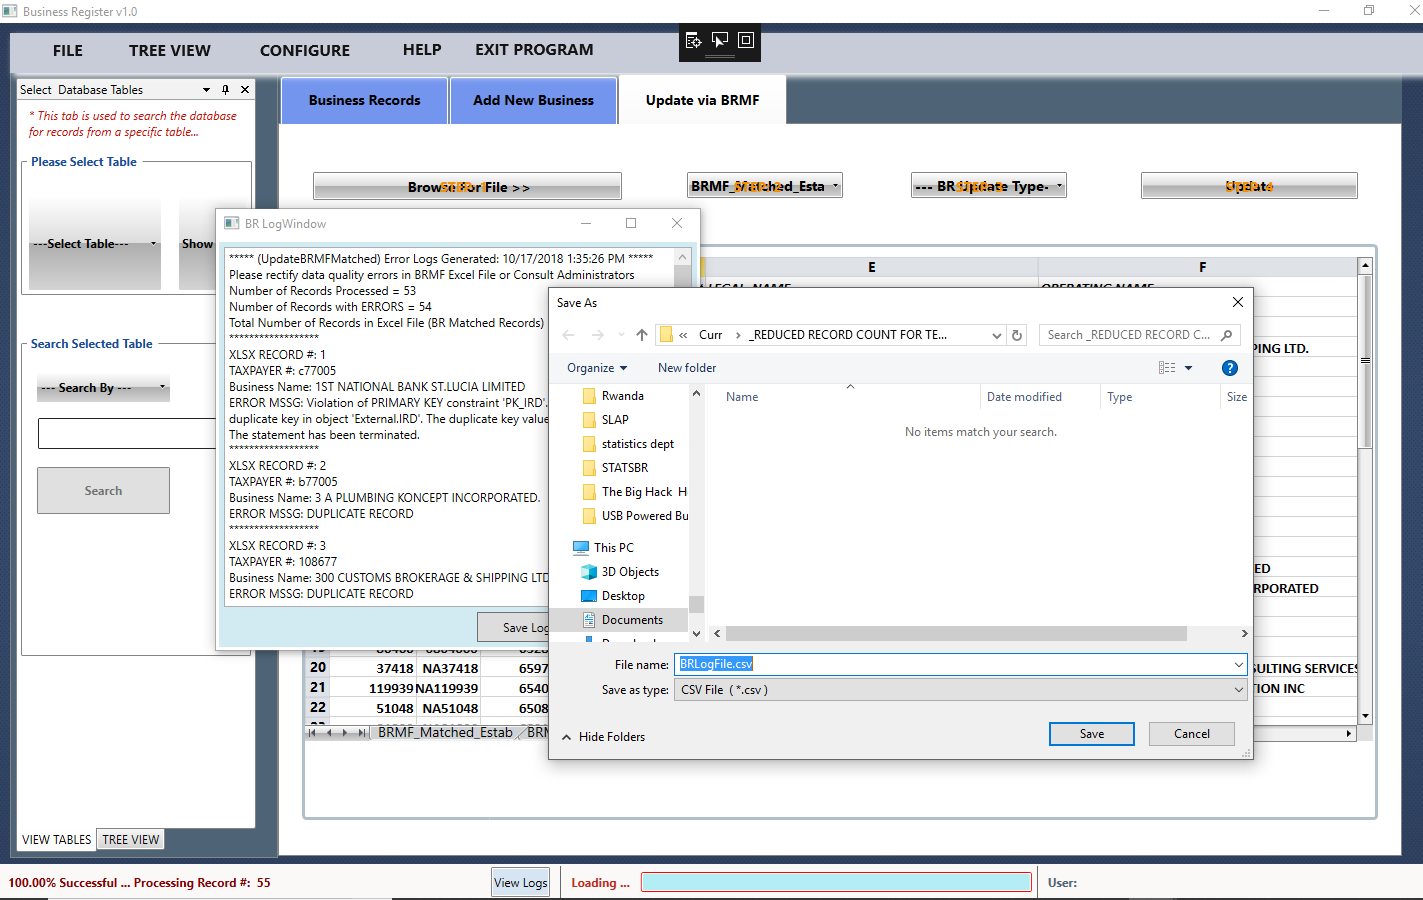 Business Register v1.0
FILE TREE VIEW CONFIGURE HELP EXIT PROGRAM
Select Database Tables
* This tab is used to search the database
for records from a specific table...
Please Select Table
---Select Table---
Show
Search Selected Table
--- Search By ---
Search
VIEW TABLES TREE VIEW
Business Records Add New Business Update via BRMF
Browse For File >>
STEP 1
BRMF_Matched_Esta
STEP 2
--- BR Update Type-
STEP 3
Update
STEP 4
E F
LEGAL NAME OPERATING NAME
PING LTD.
ED
RPORATED
20 37418 NA37418 6597
SULTING SERVICES
21 119939 NA119939 6540
TION INC
22 51048 NA51048 6508
BRMF_Matched_Estab BRM
BR LogWindow
***** (UpdateBRMFMatched) Error Logs Generated: 10/17/2018 1:35:26 PM *****
Please rectify data quality errors in BRMF Excel File or Consult Administrators
Number of Records Processed = 53
Number of Records with ERRORS = 54
Total Number of Records in Excel File (BR Matched Records)
******************
XLSX RECORD #: 1
TAXPAYER #: c77005
Business Name: 1ST NATIONAL BANK ST.LUCIA LIMITED
ERROR MSSG: Violation of PRIMARY KEY constraint 'PK_IRD'.
duplicate key in object 'External.IRD'. The duplicate key value
The statement has been terminated.
******************
XLSX RECORD #: 2
TAXPAYER #: b77005
Business Name: 3 A PLUMBING KONCEPT INCORPORATED.
ERROR MSSG: DUPLICATE RECORD
******************
XLSX RECORD #: 3
TAXPAYER #: 108677
Business Name: 300 CUSTOMS BROKERAGE & SHIPPING LTD
ERROR MSSG: DUPLICATE RECORD
Save Log
Save As
« Curr › _REDUCED RECORD COUNT FOR TE...
Search _REDUCED RECORD C...
Organize New folder
Rwanda
SLAP
statistics dept
STATSBR
The Big Hack H
USB Powered Bu
This PC
3D Objects
Desktop
Documents
Name Date modified Type Size
No items match your search.
File name: BRLogFile.csv
Save as type: CSV File ( *.csv )
Hide Folders
Save Cancel
100.00% Successful ... Processing Record #: 55
View Logs
Loading ...
User: